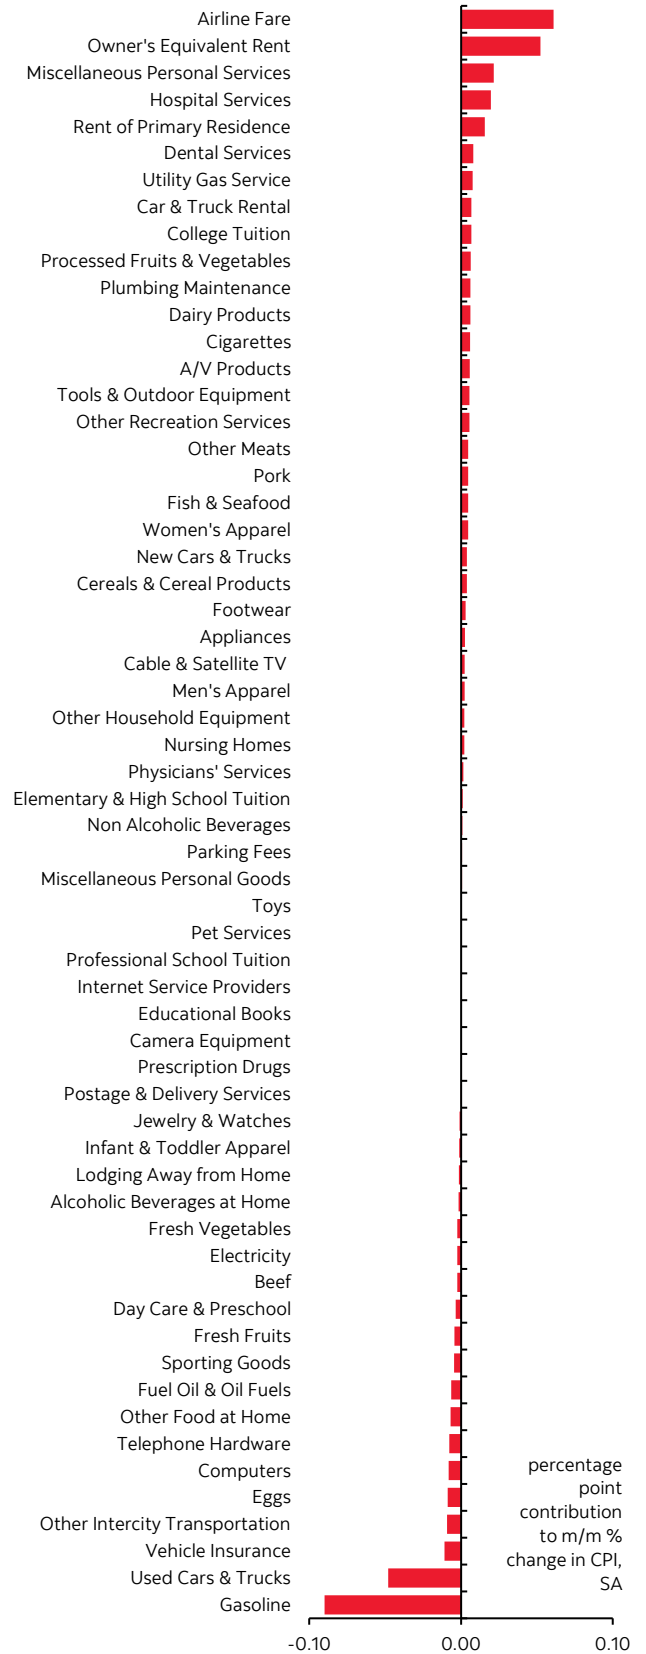 Airline Fare
Owner's Equivalent Rent
Miscellaneous Personal Services
Hospital Services
Rent of Primary Residence
Dental Services
Utility Gas Service
Car & Truck Rental
College Tuition
Processed Fruits & Vegetables
Plumbing Maintenance
Dairy Products
Cigarettes
A/V Products
Tools & Outdoor Equipment
Other Recreation Services
Other Meats
Pork
Fish & Seafood
Women's Apparel
New Cars & Trucks
Cereals & Cereal Products
Footwear
Appliances
Cable & Satellite TV
Men's Apparel
Other Household Equipment
Nursing Homes
Physicians' Services
Elementary & High School Tuition
Non Alcoholic Beverages
Parking Fees
Miscellaneous Personal Goods
Toys
Pet Services
Professional School Tuition
Internet Service Providers
Educational Books
Camera Equipment
Prescription Drugs
Postage & Delivery Services
Jewelry & Watches
Infant & Toddler Apparel
Lodging Away from Home
Alcoholic Beverages at Home
Fresh Vegetables
Electricity
Beef
Day Care & Preschool
Fresh Fruits
Sporting Goods
Fuel Oil & Oil Fuels
Other Food at Home
Telephone Hardware
Computers
Eggs
Other Intercity Transportation
Vehicle Insurance
Used Cars & Trucks
Gasoline
percentage
point
contribution
to m/m %
change in CPI,
SA
-0.10 0.00 0.10